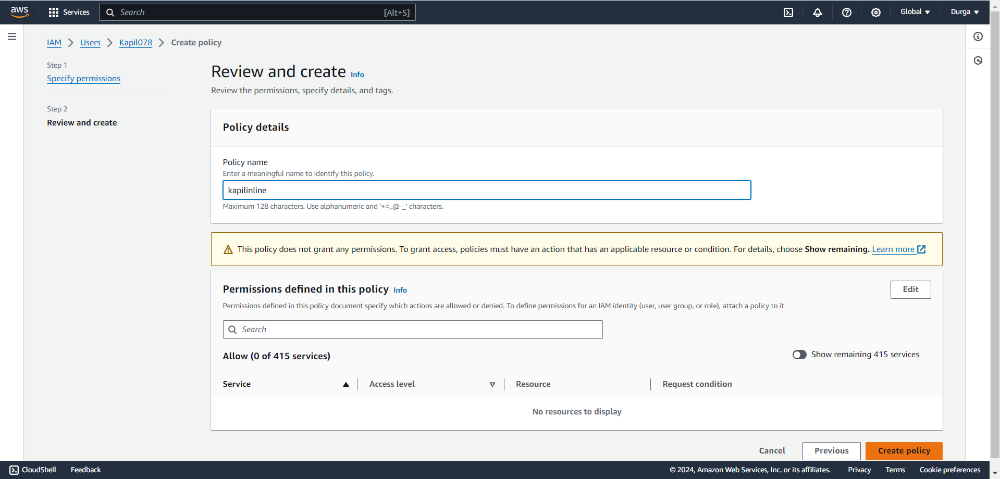 aws
Services
Search
[Alt+S]
Global
Durga
IAM
Users
Kapil078
Create policy
Step 1
Specify permissions
Step 2
Review and create
Review and create Info
Review the permissions, specify details, and tags.
Policy details
Policy name
Enter a meaningful name to identify this policy.
kapilinline
Maximum 128 characters. Use alphanumeric and '+=,.@-_' characters.
This policy does not grant any permissions. To grant access, policies must have an action that has an applicable resource or condition. For details, choose Show remaining. Learn more
Permissions defined in this policy Info
Edit
Permissions defined in this policy document specify which actions are allowed or denied. To define permissions for an IAM identity (user, user group, or role), attach a policy to it
Search
Allow (0 of 415 services)
Show remaining 415 services
Service
Access level
Resource
Request condition
No resources to display
Cancel
Previous
Create policy
CloudShell
Feedback
© 2024, Amazon Web Services, Inc. or its affiliates.
Privacy
Terms
Cookie preferences